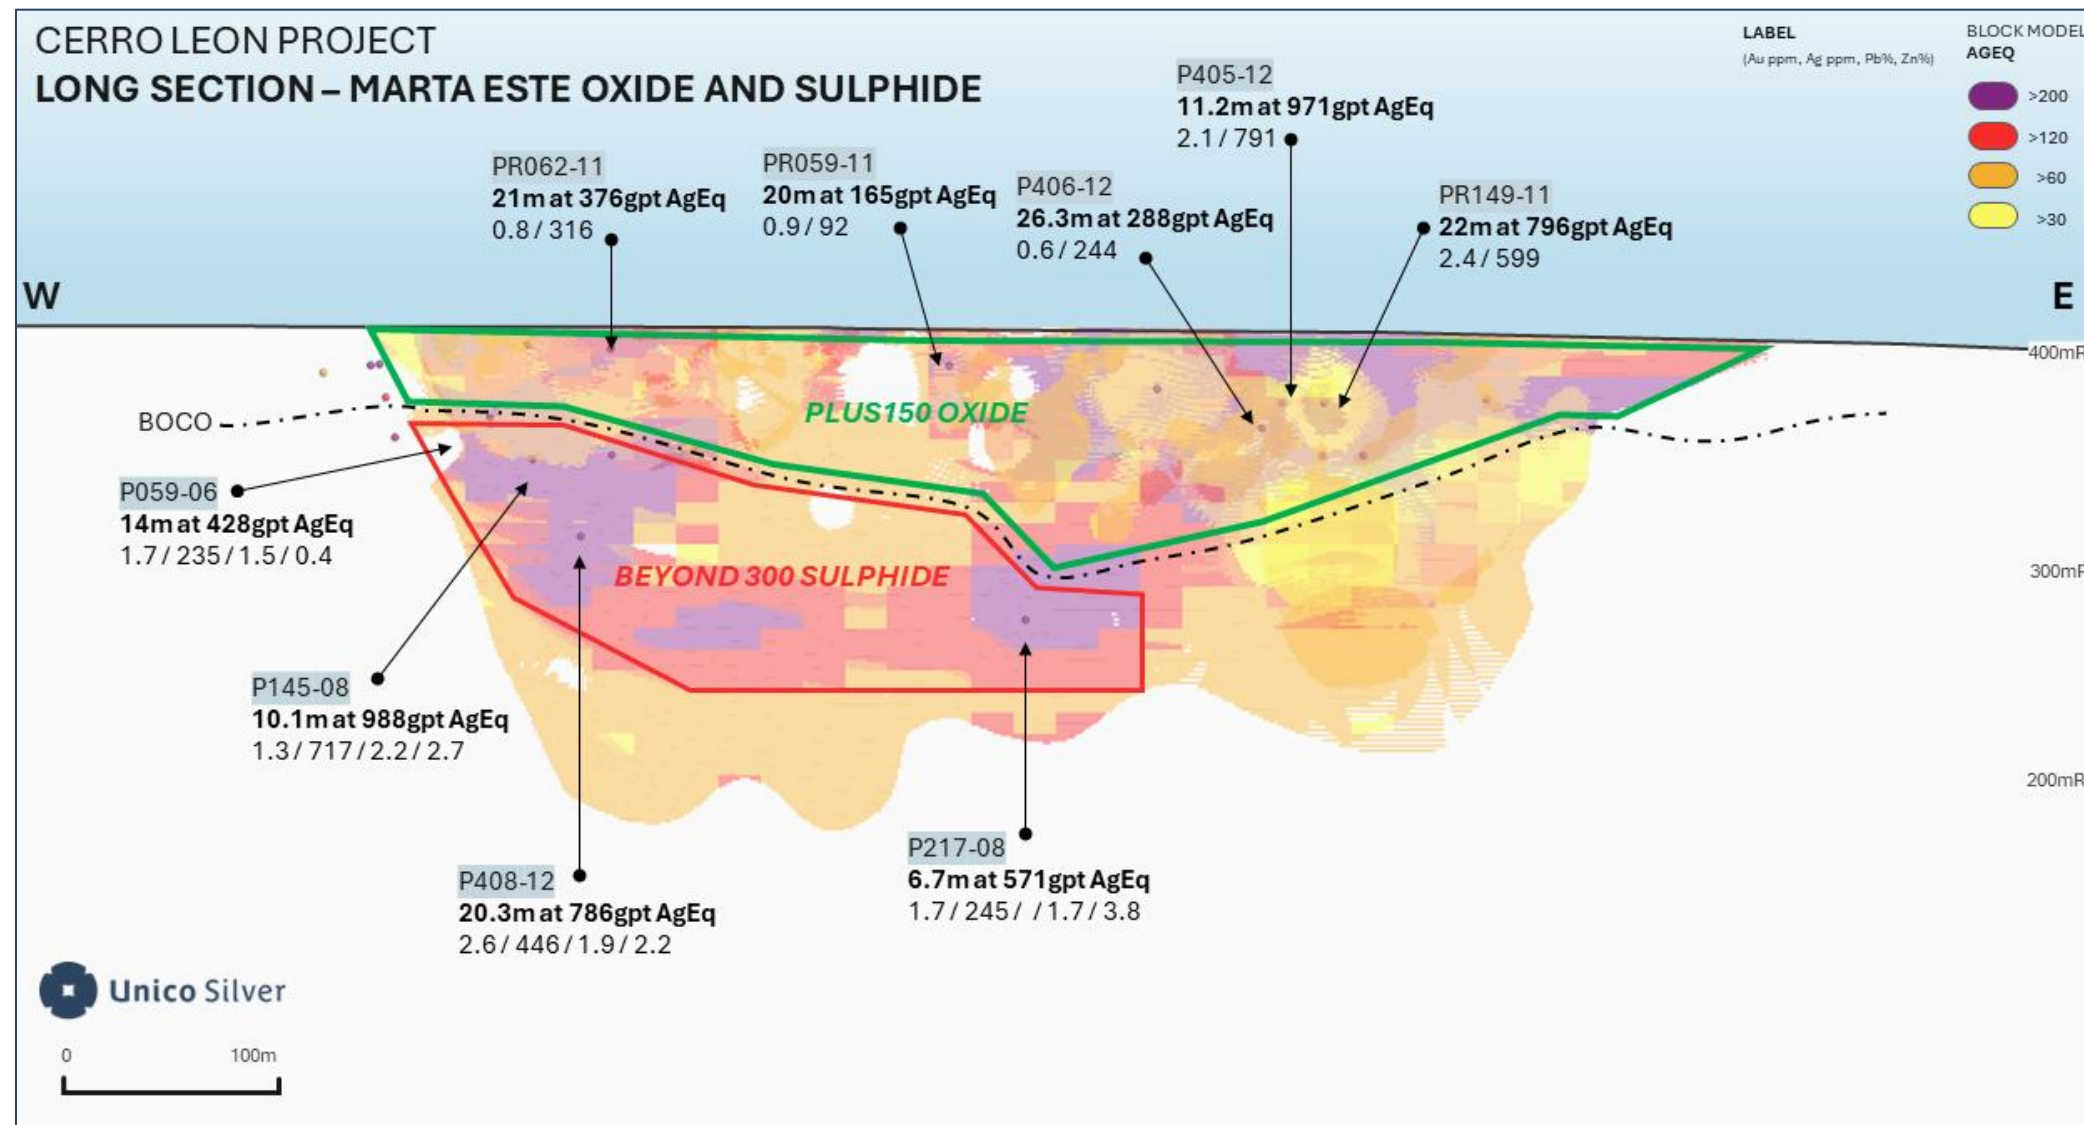 CERRO LEON PROJECT
LONG SECTION – MARTA ESTE OXIDE AND SULPHIDE
LABEL
(Au ppm, Ag ppm, Pb%, Zn%)
BLOCK MODEL
AGEQ
>200
>120
>60
>30
P405-12
11.2m at 971gpt AgEq
2.1 / 791
PR062-11
21m at 376gpt AgEq
0.8 / 316
PR059-11
20m at 165gpt AgEq
0.9 / 92
P406-12
26.3m at 288gpt AgEq
0.6 / 244
PR149-11
22m at 796gpt AgEq
2.4 / 599
W
E
400mR
BOCO
PLUS150 OXIDE
P059-06
14m at 428gpt AgEq
1.7 / 235 / 1.5 / 0.4
BEYOND 300 SULPHIDE
300mR
P145-08
10.1m at 988gpt AgEq
1.3 / 717 / 2.2 / 2.7
200mR
P408-12
20.3m at 786gpt AgEq
2.6 / 446 / 1.9 / 2.2
P217-08
6.7m at 571gpt AgEq
1.7 / 245 / / 1.7 / 3.8
Unico Silver
0 100m